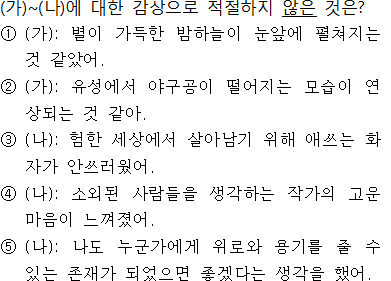 (가)~(나)에 대한 감상으로 적절하지 않은 것은?
① (가): 별이 가득한 밤하늘이 눈앞에 펼쳐지는
것 같았어.
② (가): 유성에서 야구공이 떨어지는 모습이 연
상되는 것 같아.
③ (나): 험한 세상에서 살아남기 위해 애쓰는 화
자가 안쓰러웠어.
④ (나): 소외된 사람들을 생각하는 작가의 고운
마음이 느껴졌어.
⑤ (나): 나도 누군가에게 위로와 용기를 줄 수
있는 존재가 되었으면 좋겠다는 생각을 했어.